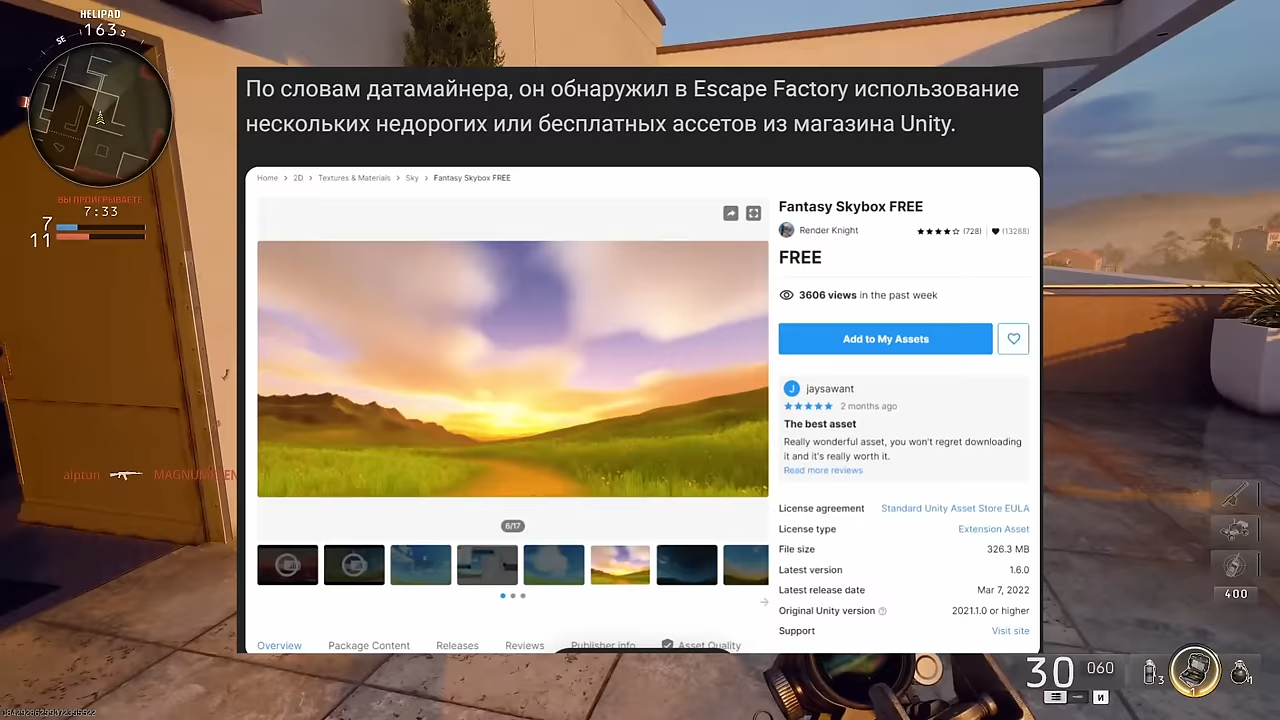 HELIPAD
163s
SE
ВЫ ПРОИГРЫВАЕТЕ
7:33
7
11
По словам датамайнера, он обнаружил в Escape Factory использование
нескольких недорогих или бесплатных ассетов из магазина Unity.
Home > 2D > Textures & Materials > Sky > Fantasy Skybox FREE
Fantasy Skybox FREE
Render Knight
(728) | (13288)
FREE
3606 views in the past week
Add to My Assets
J jaysawant
2 months ago
The best asset
Really wonderful asset, you won't regret downloading
it and it's really worth it.
Read more reviews
License agreement Standard Unity Asset Store EULA
License type Extension Asset
File size 326.3 MB
Latest version 1.6.0
Latest release date Mar 7, 2022
Original Unity version 2021.1.0 or higher
Support Visit site
6/17
Overview Package Content Releases Reviews Publisher info Asset Quality
alptun
400
30 060
3
1
1
И